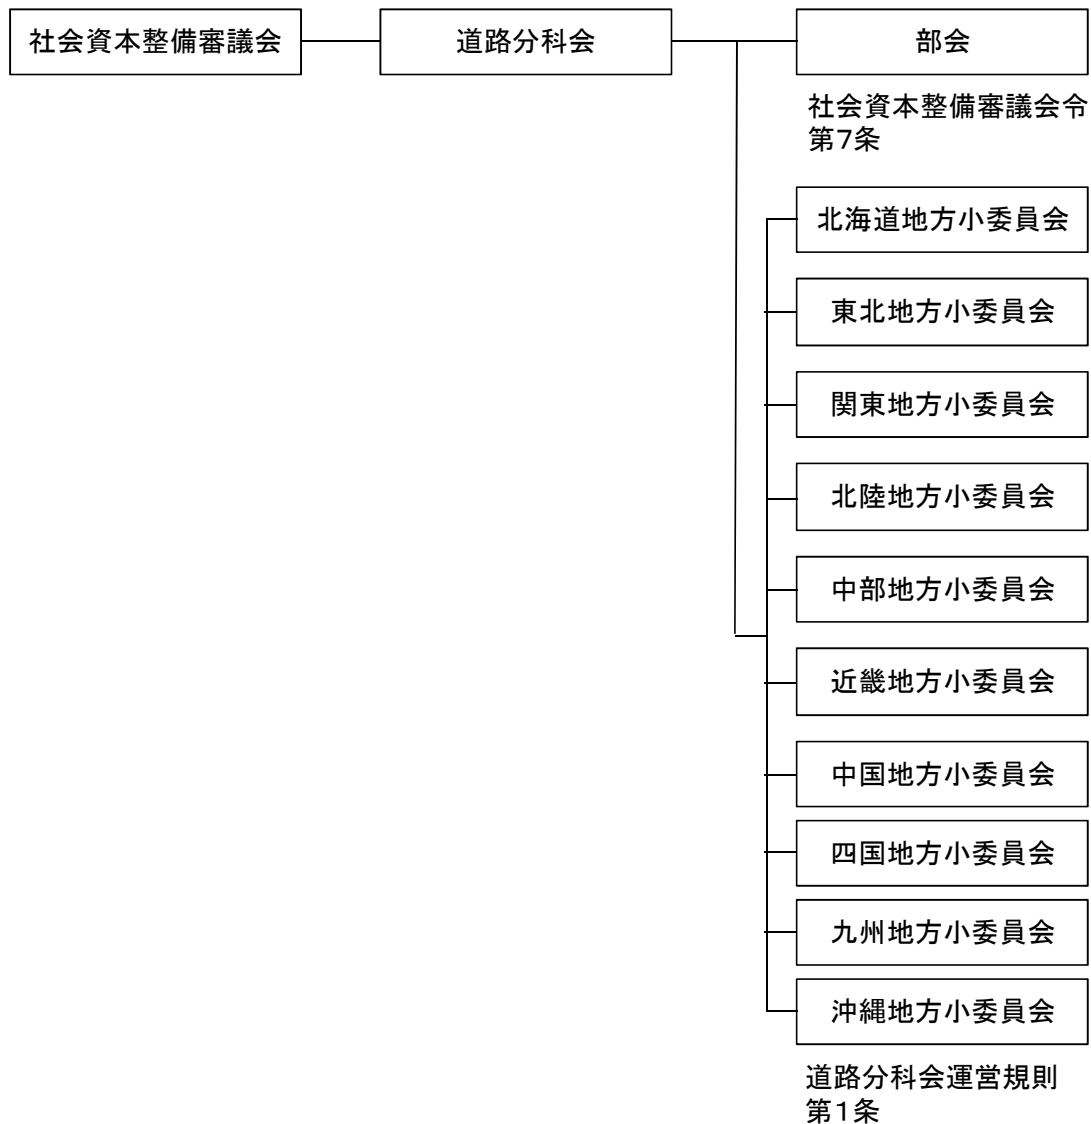 社会資本整備審議会
道路分科会
部会
社会資本整備審議会令
第7条
北海道地方小委員会
東北地方小委員会
関東地方小委員会
北陸地方小委員会
中部地方小委員会
近畿地方小委員会
中国地方小委員会
四国地方小委員会
九州地方小委員会
沖縄地方小委員会
道路分科会運営規則
第1条